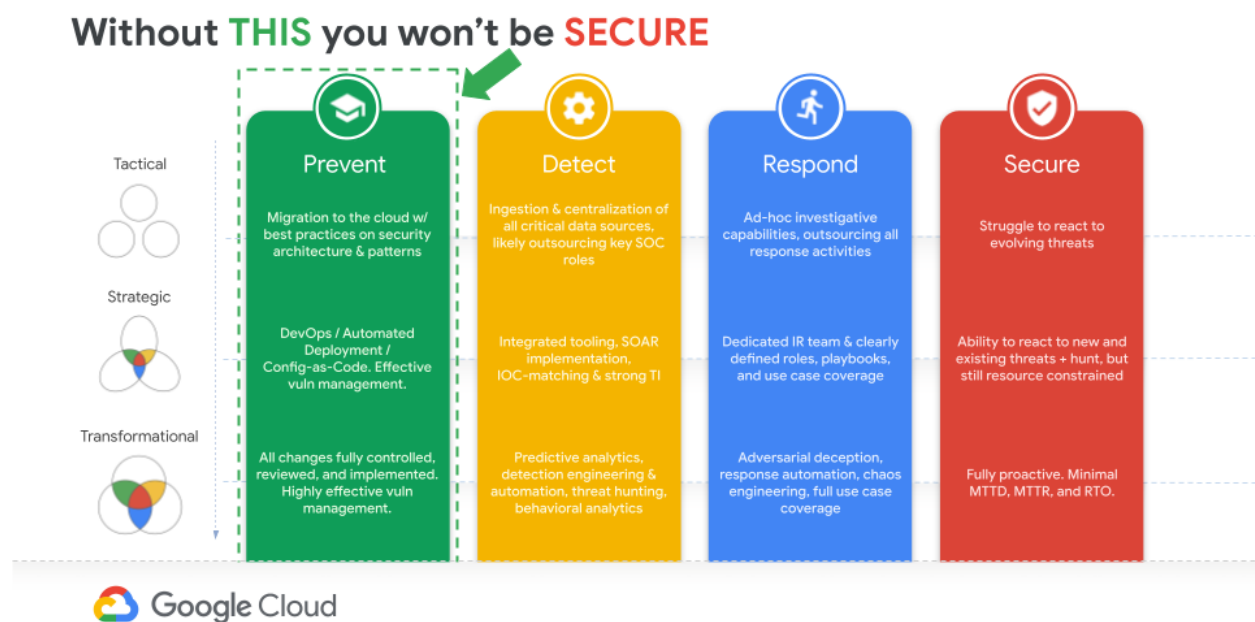 Without THIS you won't be SECURE
Tactical
Strategic
Transformational
Prevent
Migration to the cloud w/
best practices on security
architecture & patterns
DevOps / Automated
Deployment /
Config-as-Code. Effective
vuln management.
All changes fully controlled,
reviewed, and implemented.
Highly effective vuln
management.
Detect
Ingestion & centralization of
all critical data sources,
likely outsourcing key SOC
roles
Integrated tooling, SOAR
implementation,
IOC-matching & strong TI
Predictive analytics,
detection engineering &
automation, threat hunting,
behavioral analytics
Respond
Ad-hoc investigative
capabilities, outsourcing all
response activities
Dedicated IR team & clearly
defined roles, playbooks,
and use case coverage
Adversarial deception,
response automation, chaos
engineering, full use case
coverage
Secure
Struggle to react to
evolving threats
Ability to react to new and
existing threats + hunt, but
still resource constrained
Fully proactive. Minimal
MTTD, MTTR, and RTO.
Google Cloud